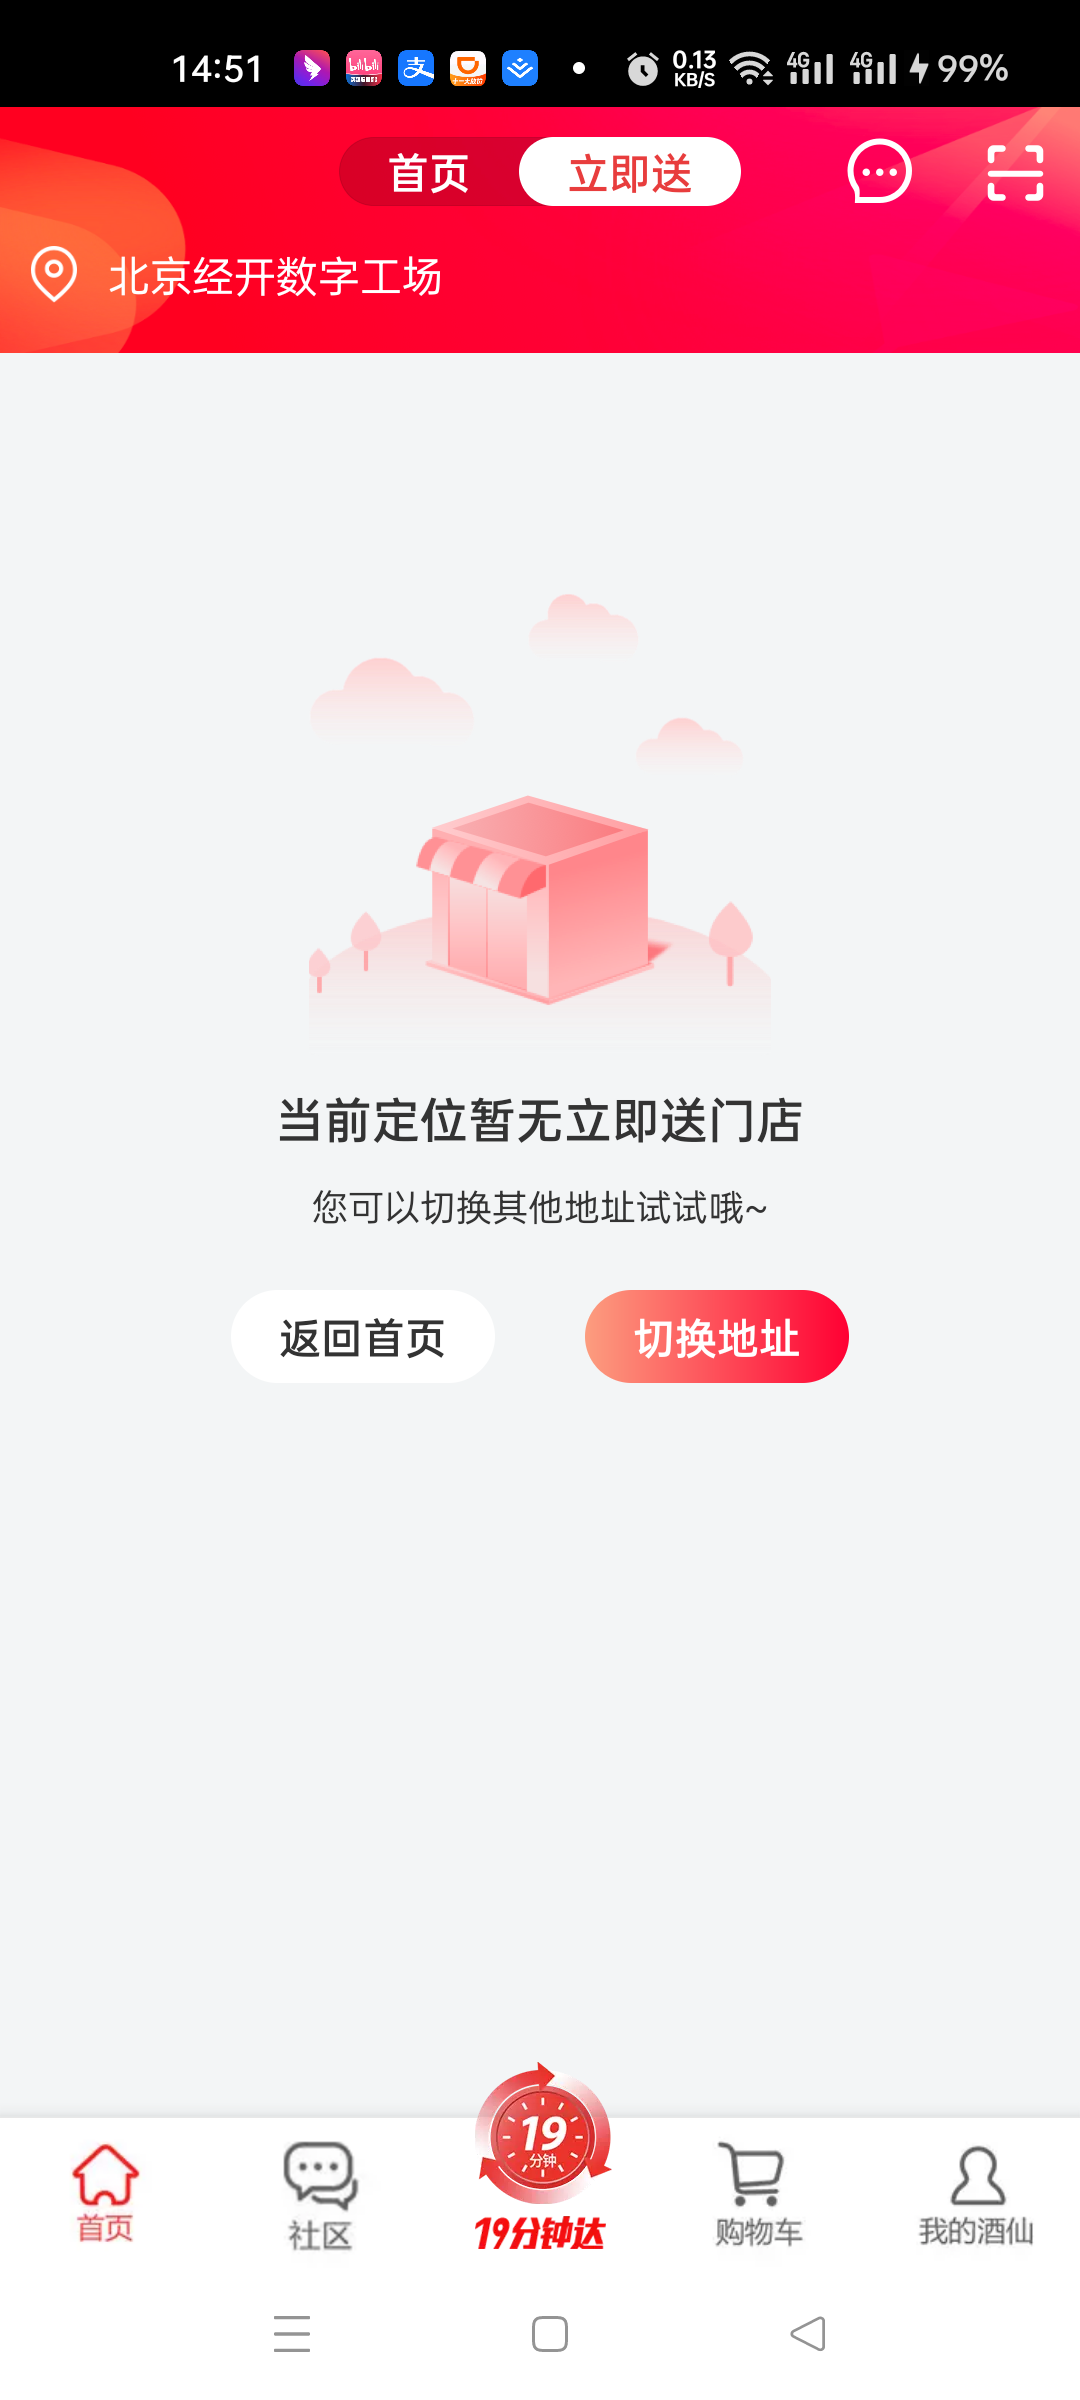 14:51
0.13
KB/S
4G
4G
99%
首页
立即送
北京经开数字工场
当前定位暂无立即送门店
您可以切换其他地址试试哦~
返回首页
切换地址
19
分钟
首页
社区
19分钟达
购物车
我的酒仙